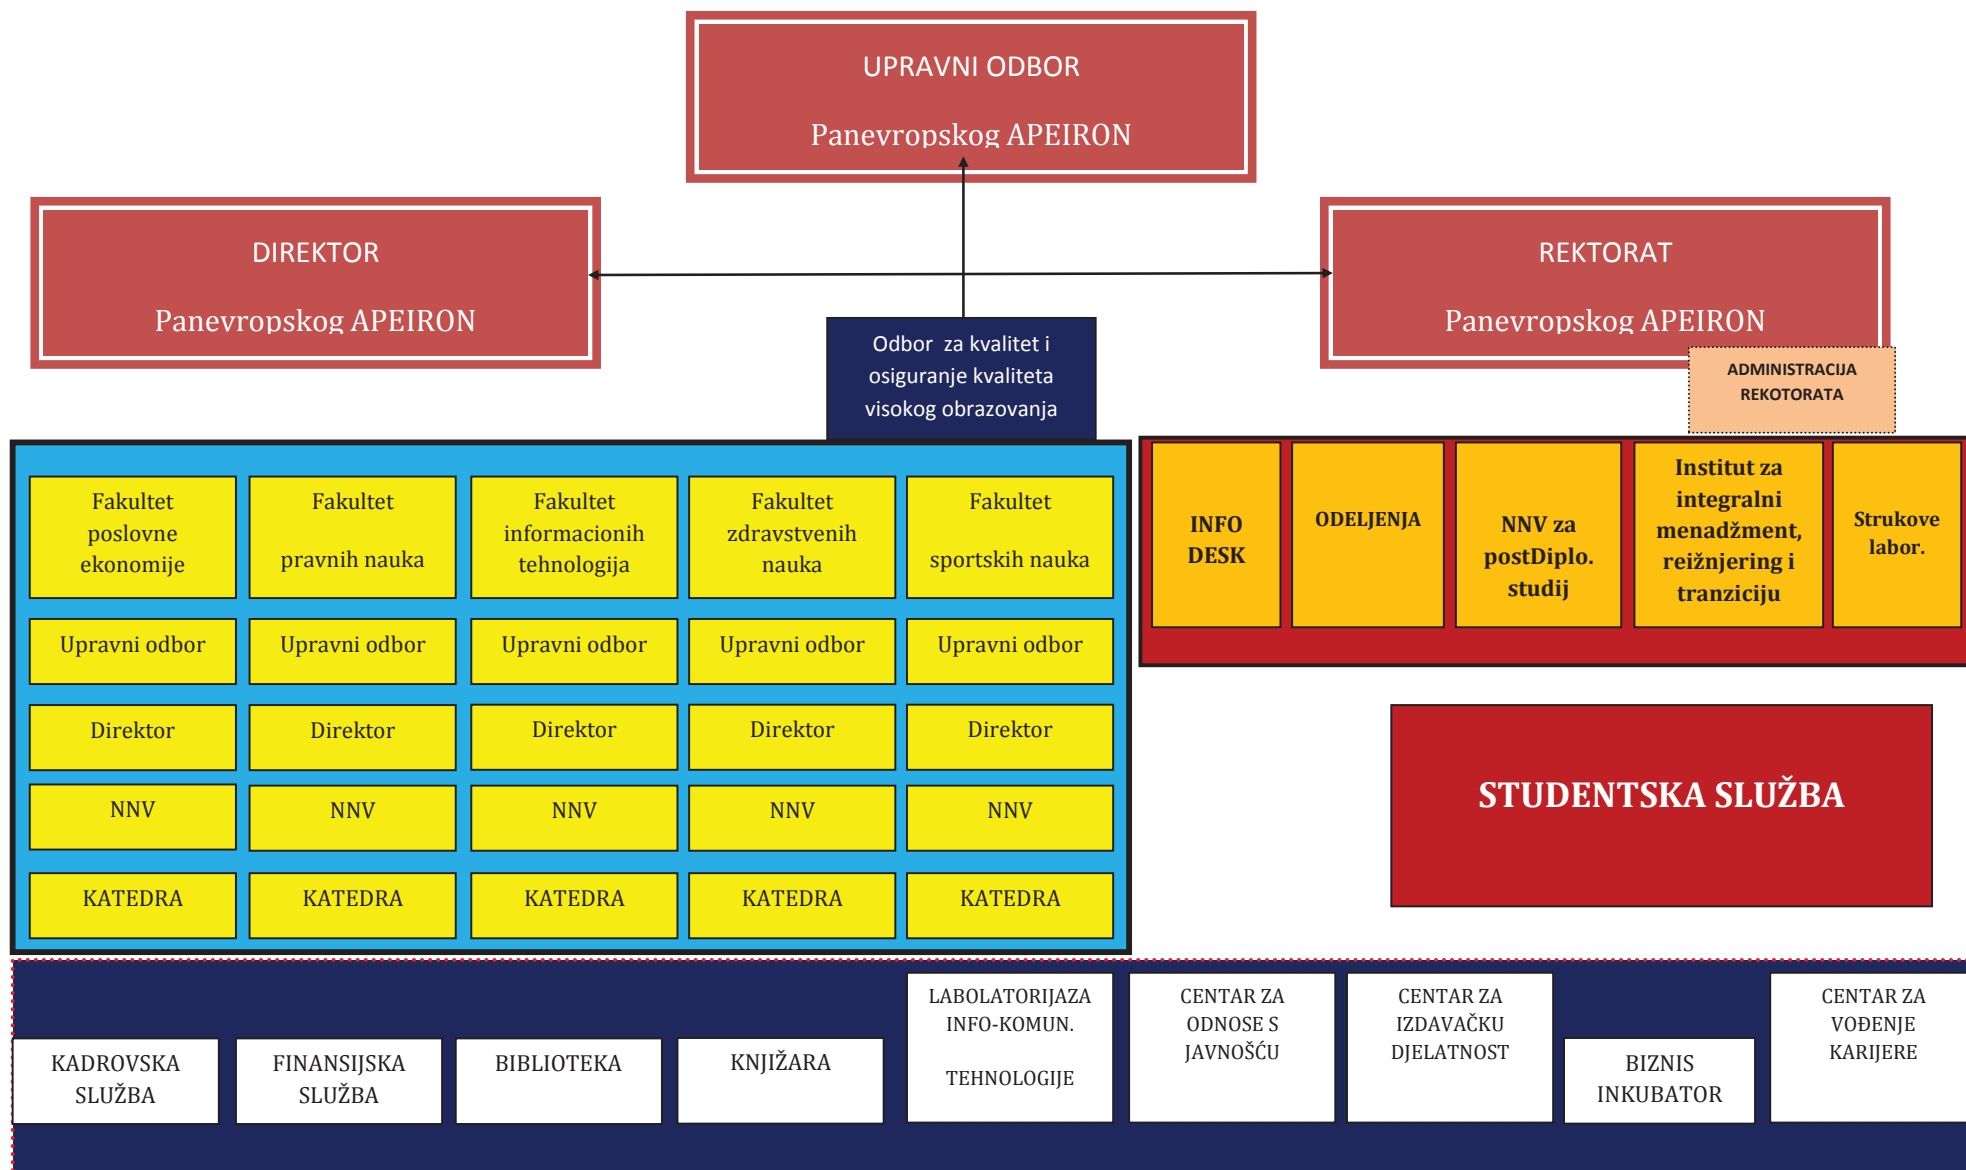 UPRAVNI ODBOR
Panevropskog APEIRON
DIREKTOR
Panevropskog APEIRON
REKTORAT
Panevropskog APEIRON
Odbor za kvalitet i
osiguranje kvaliteta
visokog obrazovanja
ADMINISTRACIJA
REKOTORATA
Fakultet
poslovne
ekonomije
Fakultet
pravnih nauka
Fakultet
informacionih
tehnologija
Fakultet
zdravstvenih
nauka
Fakultet
sportskih nauka
Upravni odbor
Upravni odbor
Upravni odbor
Upravni odbor
Upravni odbor
Direktor
Direktor
Direktor
Direktor
Direktor
NNV
NNV
NNV
NNV
NNV
KATEDRA
KATEDRA
KATEDRA
KATEDRA
KATEDRA
INFO
DESK
ODELJENJA
NNV za
postDiplo.
studij
Institut za
integralni
menadžment,
reižnjering i
tranziciju
Strukove
labor.
STUDENTSKA SLUŽBA
KADROVSKA
SLUŽBA
FINANSIJSKA
SLUŽBA
BIBLIOTEKA
KNJIŽARA
LABOLATORIJAZA
INFO-KOMUN.
TEHNOLOGIJE
CENTAR ZA
ODNOSE S
JAVNOŠĆU
CENTAR ZA
IZDAVAČKU
DJELATNOST
BIZNIS
INKUBATOR
CENTAR ZA
VOĐENJE
KARIJERE